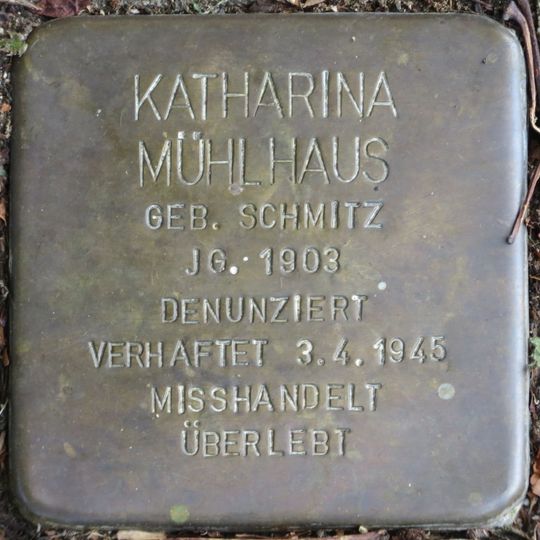 KATHARINA
MÜHLHAUS
GEB. SCHMITZ
JG. 1903
DENUNZIERT
VERHAFTET 3.4.1945
MISSHANDELT
ÜBERLEBT